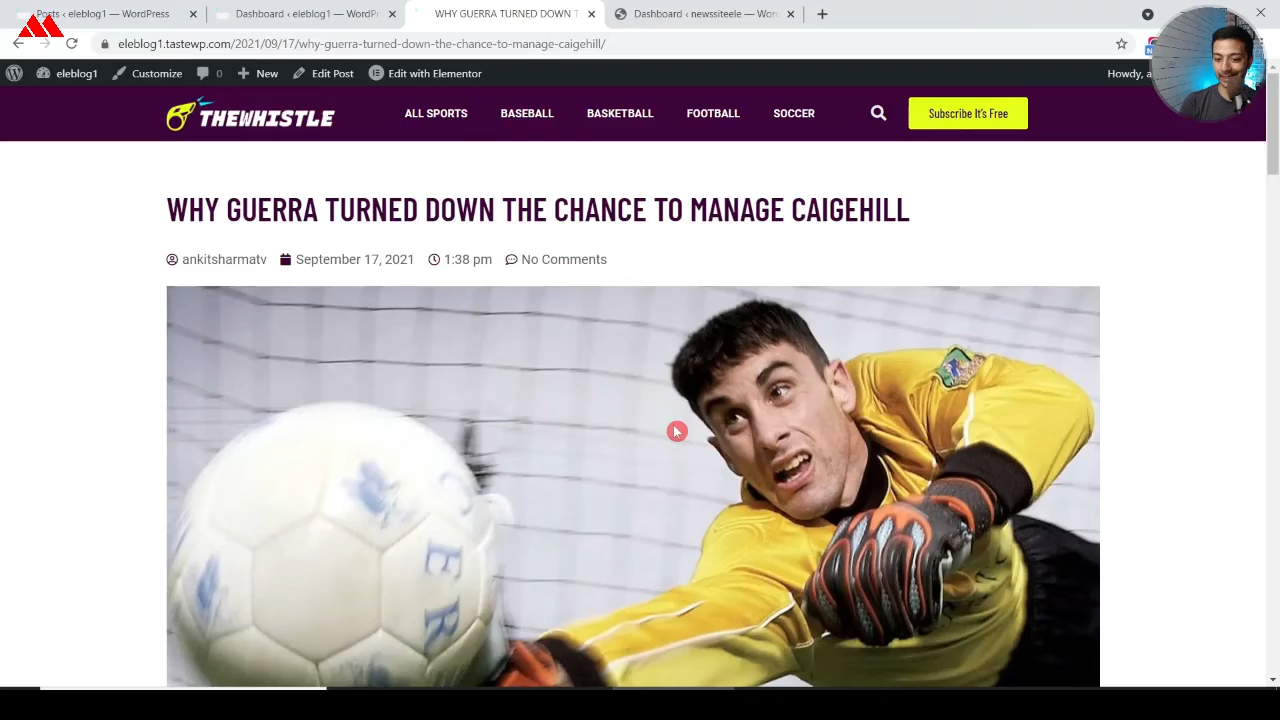 Posts ‹ eleblog1 — WordPress
Dashboard ‹ eleblog1 — WordPr
WHY GUERRA TURNED DOWN T
Dashboard ‹ newssiteele — Wor
eleblog1.tastewp.com/2021/09/17/why-guerra-turned-down-the-chance-to-manage-caigehill/
eleblog1
Customize
0
New
Edit Post
Edit with Elementor
Howdy, a
THEWHISTLE
ALL SPORTS
BASEBALL
BASKETBALL
FOOTBALL
SOCCER
Subscribe It's Free
WHY GUERRA TURNED DOWN THE CHANCE TO MANAGE CAIGEHILL
ankitsharmatv
September 17, 2021
1:38 pm
No Comments
ER